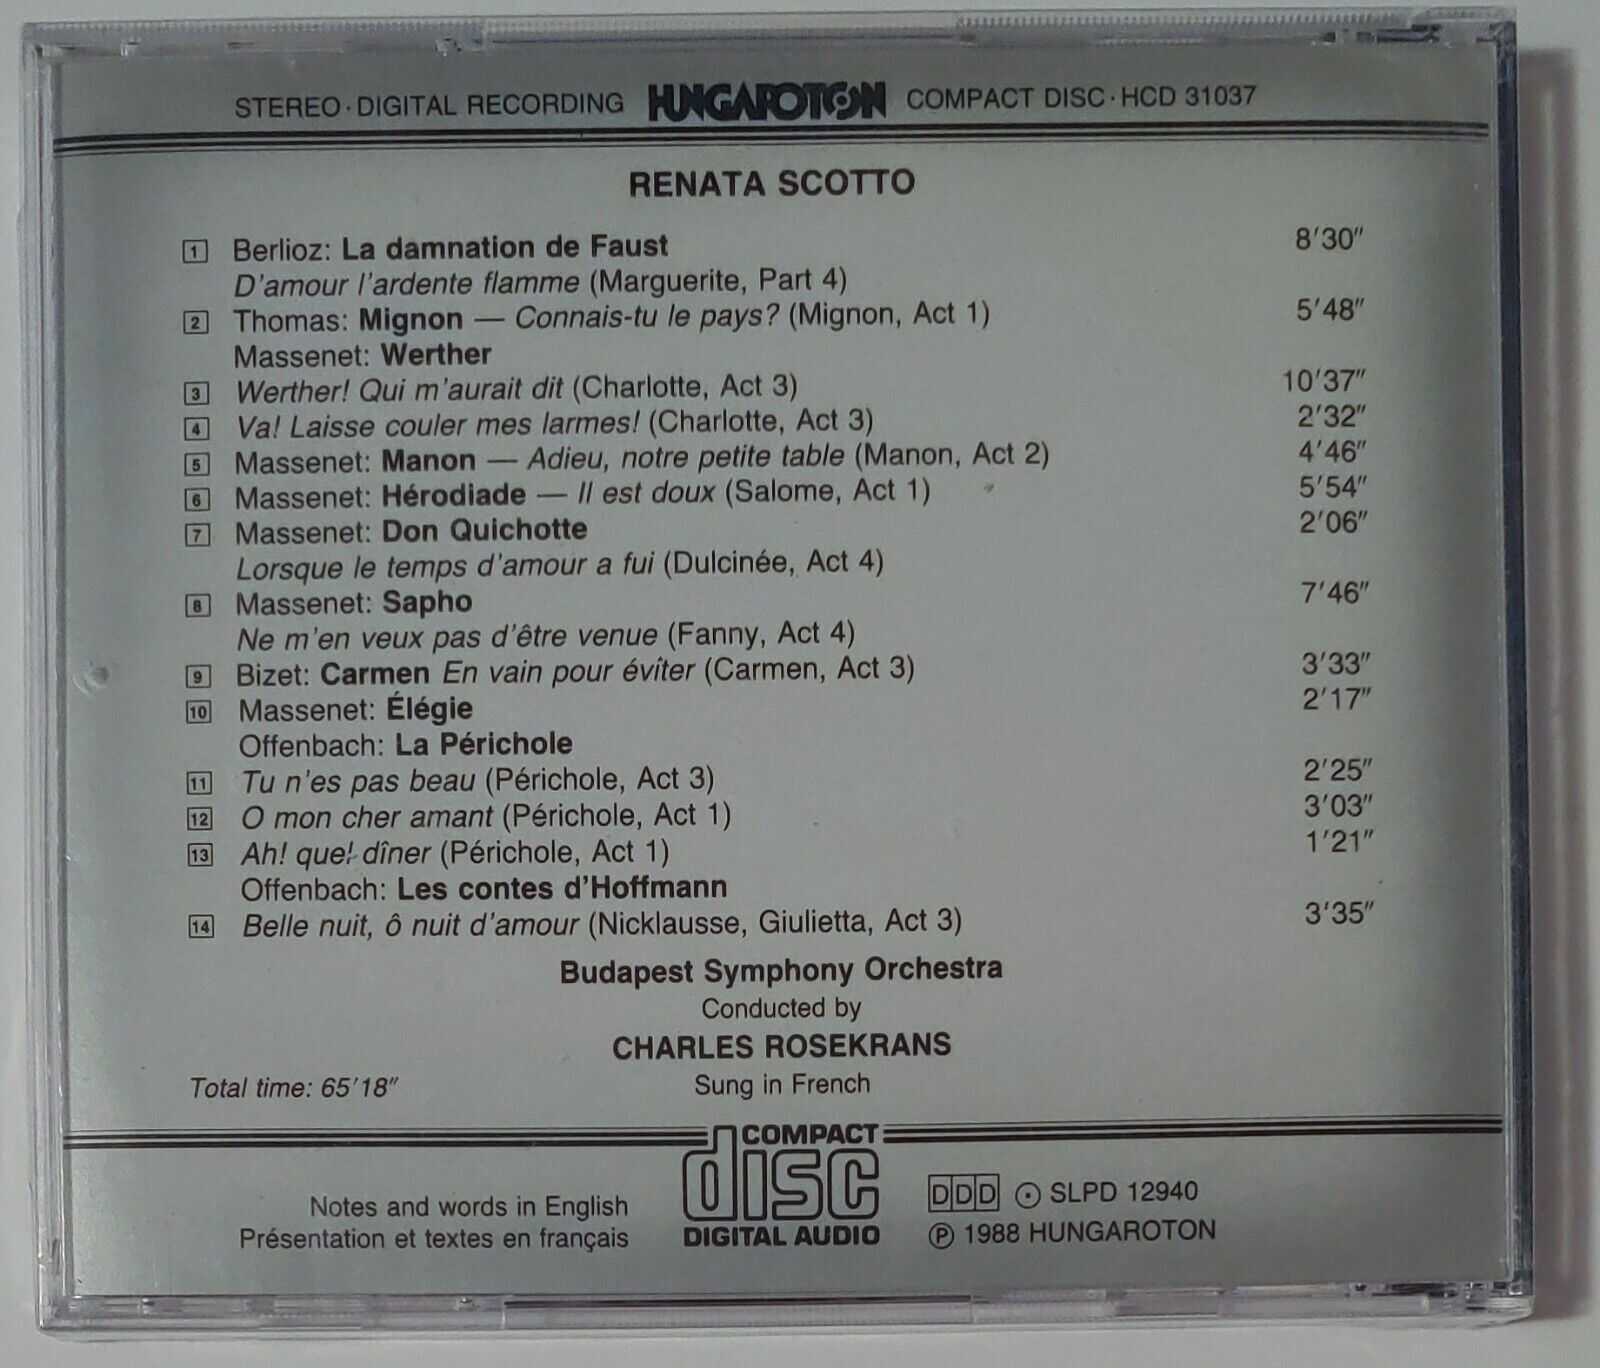 STEREO · DIGITAL RECORDING HUNGAROTON COMPACT DISC · HCD 31037
RENATA SCOTTO
1 Berlioz: La damnation de Faust 8'30"
D'amour l'ardente flamme (Marguerite, Part 4)
2 Thomas: Mignon — Connais-tu le pays? (Mignon, Act 1) 5'48"
Massenet: Werther
3 Werther! Qui m'aurait dit (Charlotte, Act 3) 10'37"
4 Va! Laisse couler mes larmes! (Charlotte, Act 3) 2'32"
5 Massenet: Manon — Adieu, notre petite table (Manon, Act 2) 4'46"
6 Massenet: Hérodiade — Il est doux (Salome, Act 1) 5'54"
7 Massenet: Don Quichotte 2'06"
Lorsque le temps d'amour a fui (Dulcinée, Act 4)
8 Massenet: Sapho 7'46"
Ne m'en veux pas d'être venue (Fanny, Act 4)
9 Bizet: Carmen En vain pour éviter (Carmen, Act 3) 3'33"
10 Massenet: Élégie 2'17"
Offenbach: La Périchole
11 Tu n'es pas beau (Périchole, Act 3) 2'25"
12 O mon cher amant (Périchole, Act 1) 3'03"
13 Ah! quel dîner (Périchole, Act 1) 1'21"
Offenbach: Les contes d'Hoffmann
14 Belle nuit, ô nuit d'amour (Nicklausse, Giulietta, Act 3) 3'35"
Budapest Symphony Orchestra
Conducted by
CHARLES ROSEKRANS
Total time: 65'18" Sung in French
COMPACT
disc
DIGITAL AUDIO
Notes and words in English
Présentation et textes en français
DDD SLPD 12940
℗ 1988 HUNGAROTON